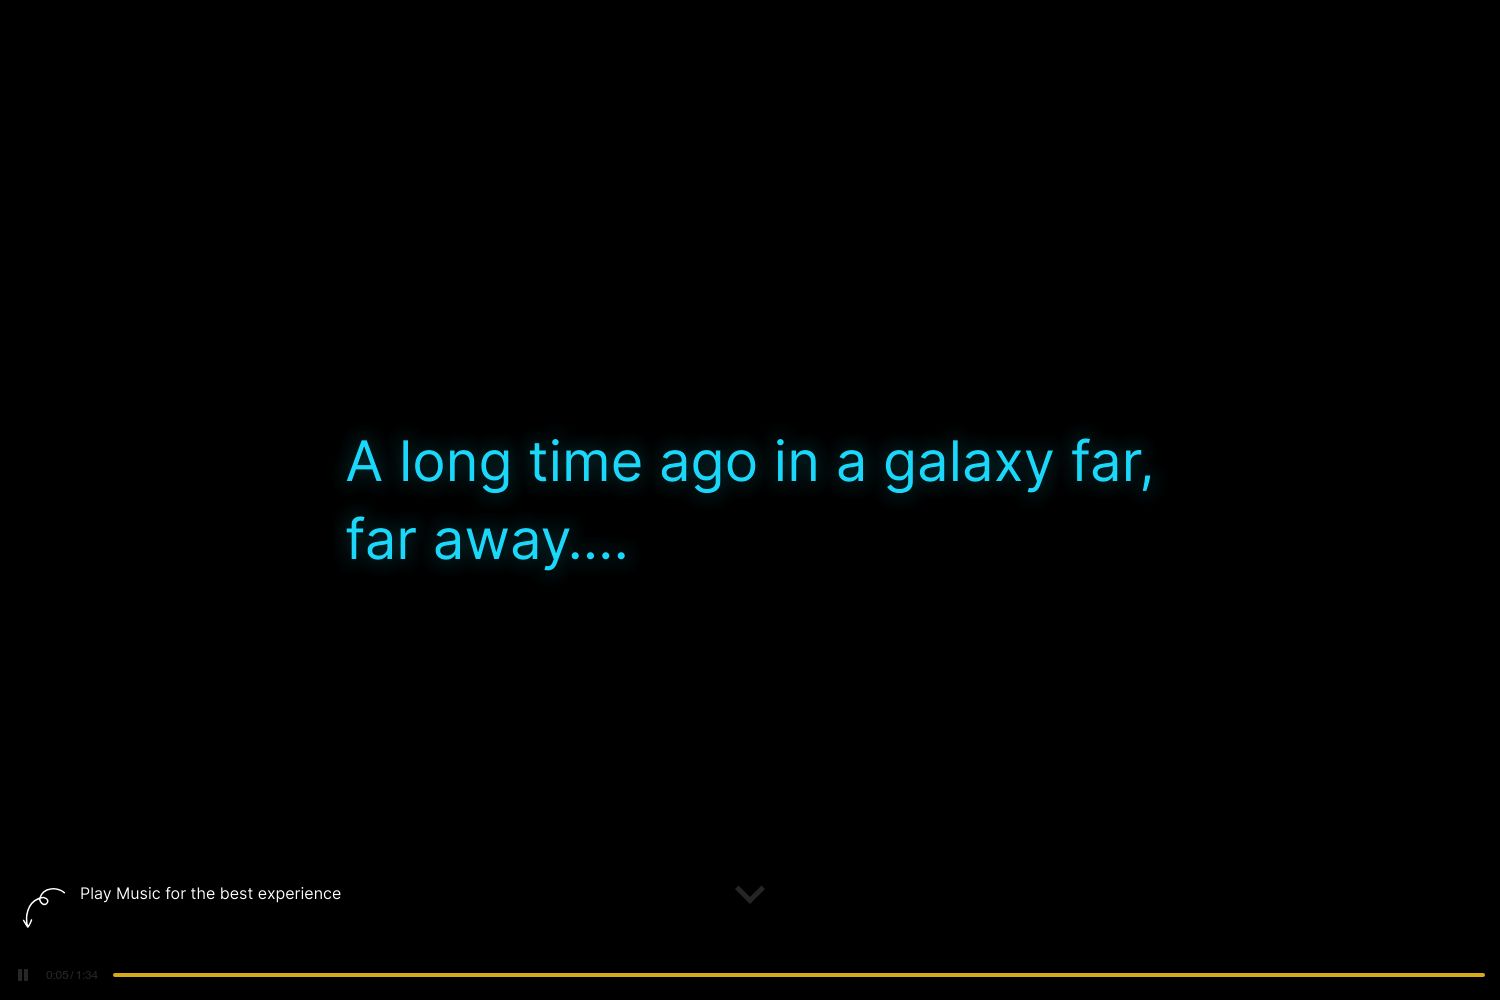 A long time ago in a galaxy far,
far away....
Play Music for the best experience
0:05 / 1:34